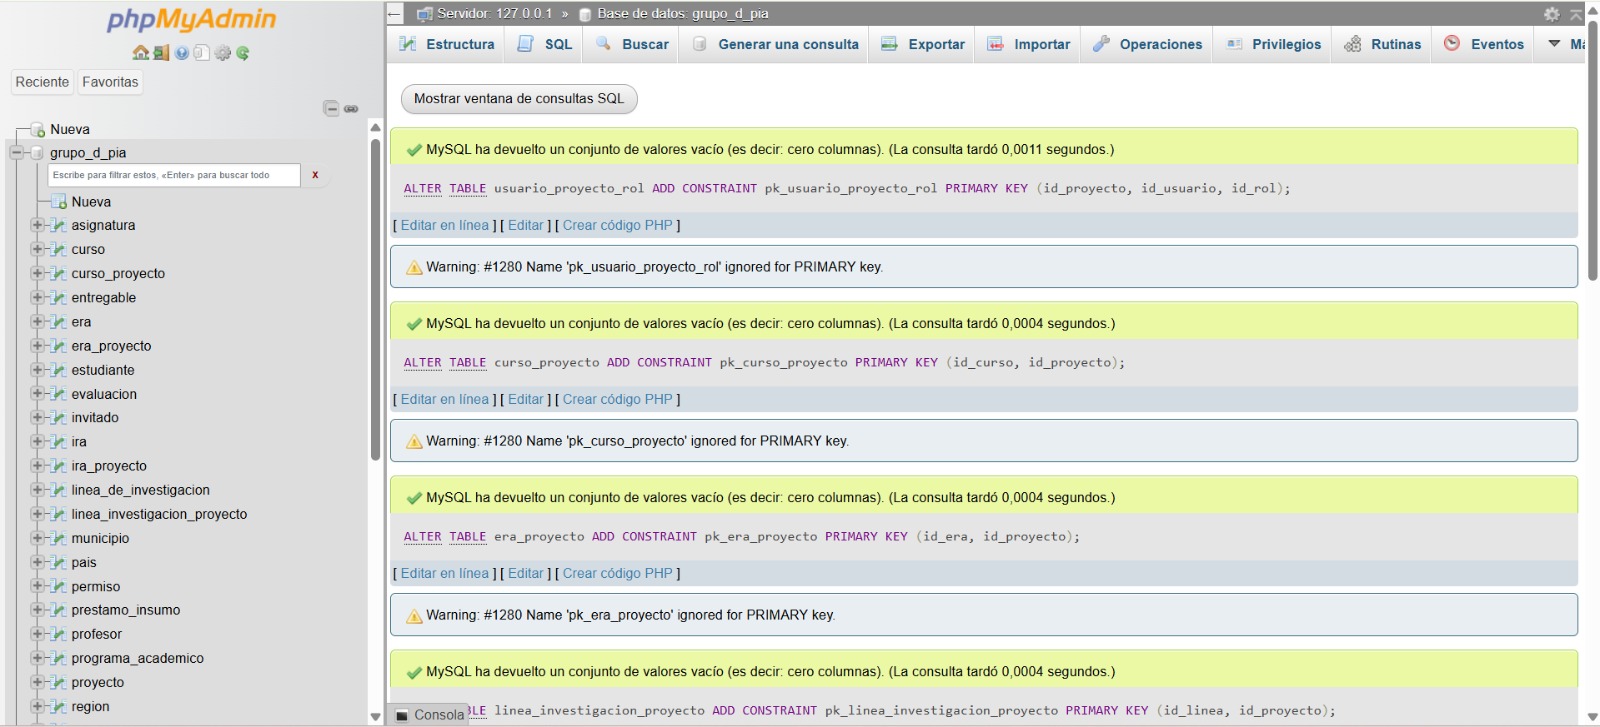 phpMyAdmin
Reciente Favoritas
Nueva
grupo_d_pia
Escribe para filtrar estos, «Enter» para buscar todo x
Nueva
asignatura
curso
curso_proyecto
entregable
era
era_proyecto
estudiante
evaluacion
invitado
ira
ira_proyecto
linea_de_investigacion
linea_investigacion_proyecto
municipio
pais
permiso
prestamo_insumo
profesor
programa_academico
proyecto
region
Servidor: 127.0.0.1 » Base de datos: grupo_d_pia
Estructura SQL Buscar Generar una consulta Exportar Importar Operaciones Privilegios Rutinas Eventos Má
Mostrar ventana de consultas SQL
MySQL ha devuelto un conjunto de valores vacío (es decir: cero columnas). (La consulta tardó 0,0011 segundos.)
ALTER TABLE usuario_proyecto_rol ADD CONSTRAINT pk_usuario_proyecto_rol PRIMARY KEY (id_proyecto, id_usuario, id_rol);
[ Editar en línea ] [ Editar ] [ Crear código PHP ]
Warning: #1280 Name 'pk_usuario_proyecto_rol' ignored for PRIMARY key.
MySQL ha devuelto un conjunto de valores vacío (es decir: cero columnas). (La consulta tardó 0,0004 segundos.)
ALTER TABLE curso_proyecto ADD CONSTRAINT pk_curso_proyecto PRIMARY KEY (id_curso, id_proyecto);
[ Editar en línea ] [ Editar ] [ Crear código PHP ]
Warning: #1280 Name 'pk_curso_proyecto' ignored for PRIMARY key.
MySQL ha devuelto un conjunto de valores vacío (es decir: cero columnas). (La consulta tardó 0,0004 segundos.)
ALTER TABLE era_proyecto ADD CONSTRAINT pk_era_proyecto PRIMARY KEY (id_era, id_proyecto);
[ Editar en línea ] [ Editar ] [ Crear código PHP ]
Warning: #1280 Name 'pk_era_proyecto' ignored for PRIMARY key.
MySQL ha devuelto un conjunto de valores vacío (es decir: cero columnas). (La consulta tardó 0,0004 segundos.)
Consola BLE linea_investigacion_proyecto ADD CONSTRAINT pk_linea_investigacion_proyecto PRIMARY KEY (id_linea, id_proyecto);